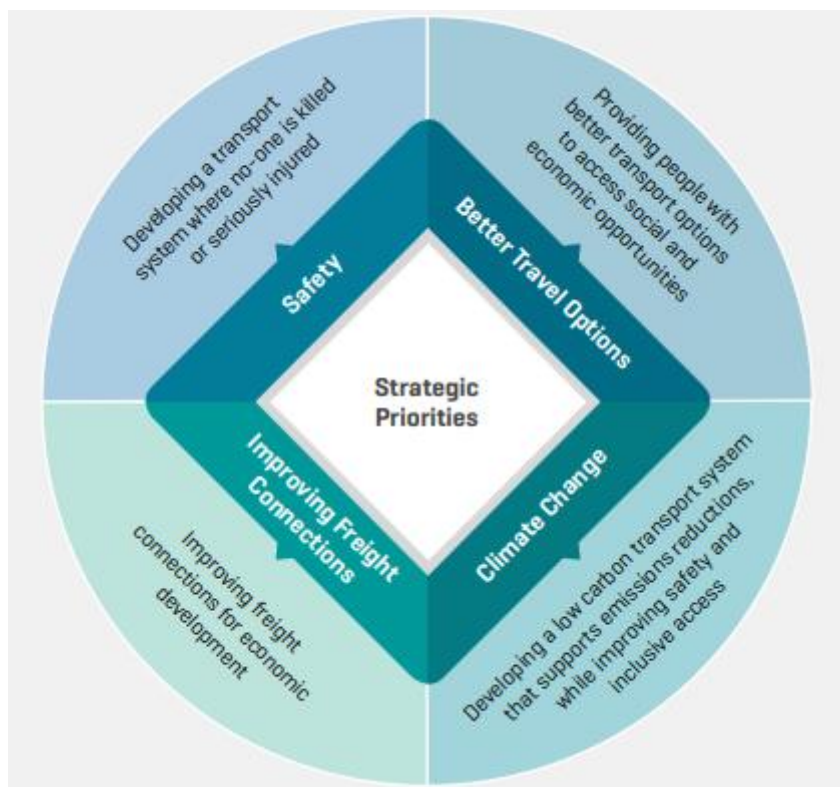 Strategic
Priorities
Safety
Developing a transport
system where no-one is killed
or seriously injured
Better Travel Options
Providing people with
better transport options
to access social and
economic opportunities
Climate Change
Developing a low carbon transport system
that supports emissions reductions,
while improving safety and
inclusive access
Improving Freight
Connections
Improving freight
connections for economic
development